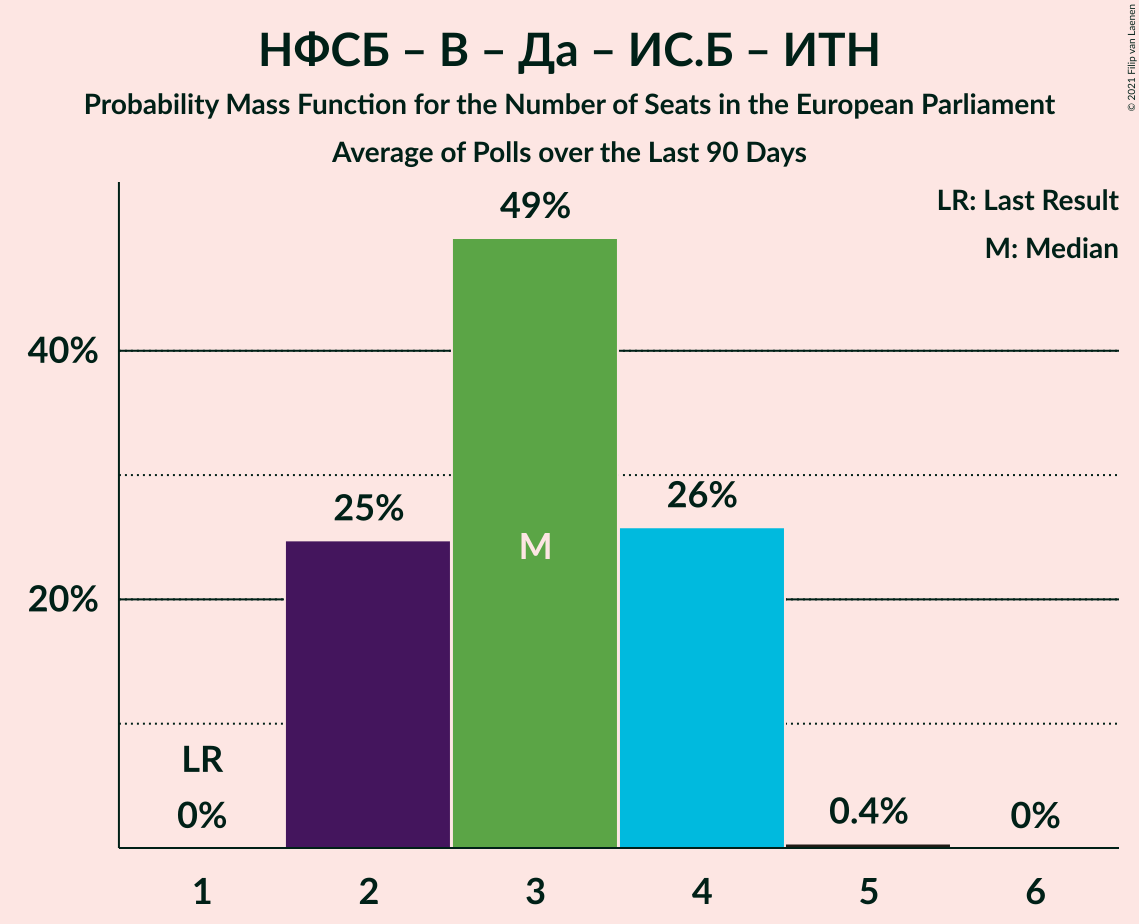 НФСБ – В – Да – ИС.Б – ИТН
Probability Mass Function for the Number of Seats in the European Parliament
Average of Polls over the Last 90 Days
© 2021 Filip van Laenen
LR: Last Result
M: Median
49%
40%
26%
25%
M
20%
LR
0%
0.4%
0%
1 2 3 4 5 6